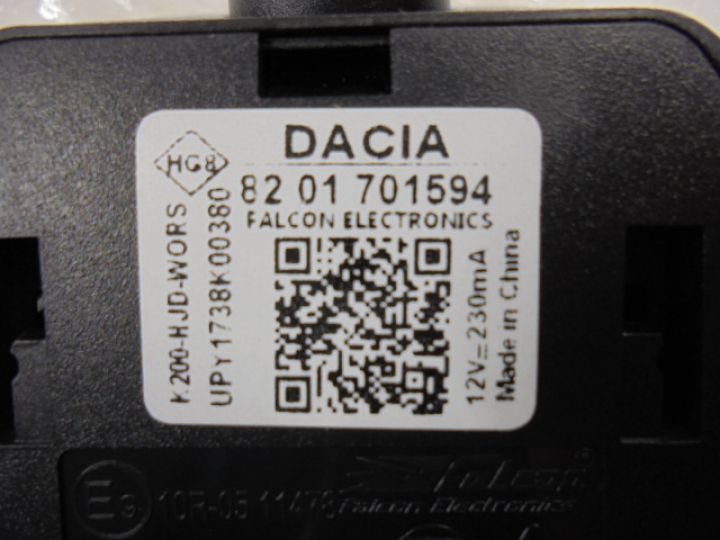 DACIA
HG8
82 01 701594
FALCON ELECTRONICS
K200-HJD-WORS
UPY1738K00380
12V⎓230mA
Made in China
E9
10R-05 11478
Falcon®
Falcon Electronics